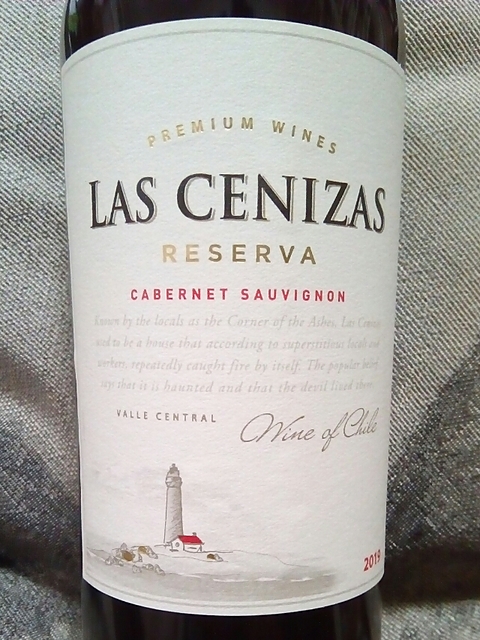 PREMIUM WINES
LAS CENIZAS
RESERVA
CABERNET SAUVIGNON
Known by the locals as the Corner of the Ashes, Las Cenizas
used to be a house that according to superstitious locals and
workers, repeatedly caught fire by itself. The popular belief
says that it is haunted and that the devil lived there.
VALLE CENTRAL
Wine of Chile
2019